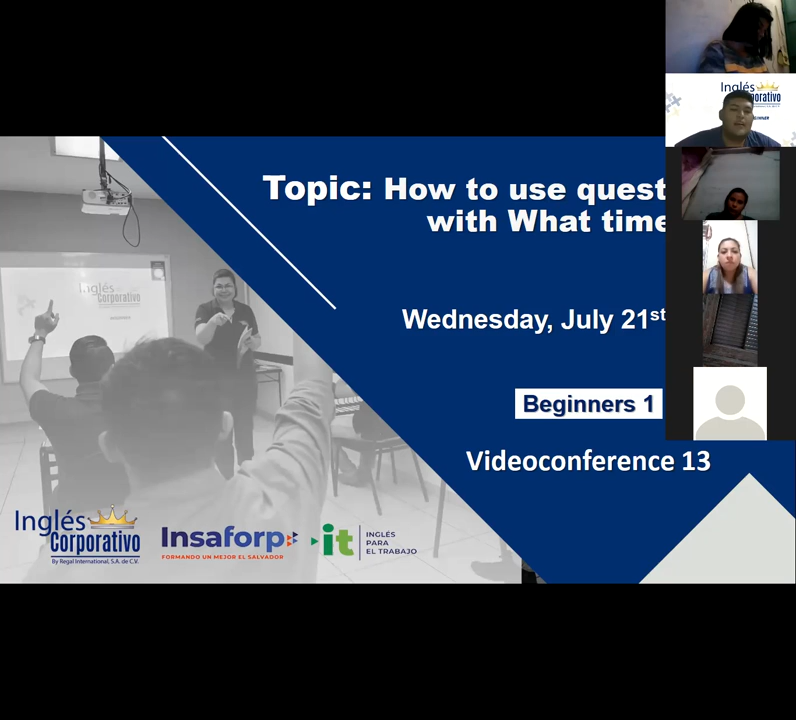 Topic: How to use quest
with What time
Wednesday, July 21st
Beginners 1
Videoconference 13
Inglés
Corporativo
Inglés
Corporativo
By Regal International, S.A. de C.V.
Insaforp
FORMANDO UN MEJOR EL SALVADOR
it
INGLÉS
PARA
EL TRABAJO
Inglés
porativo